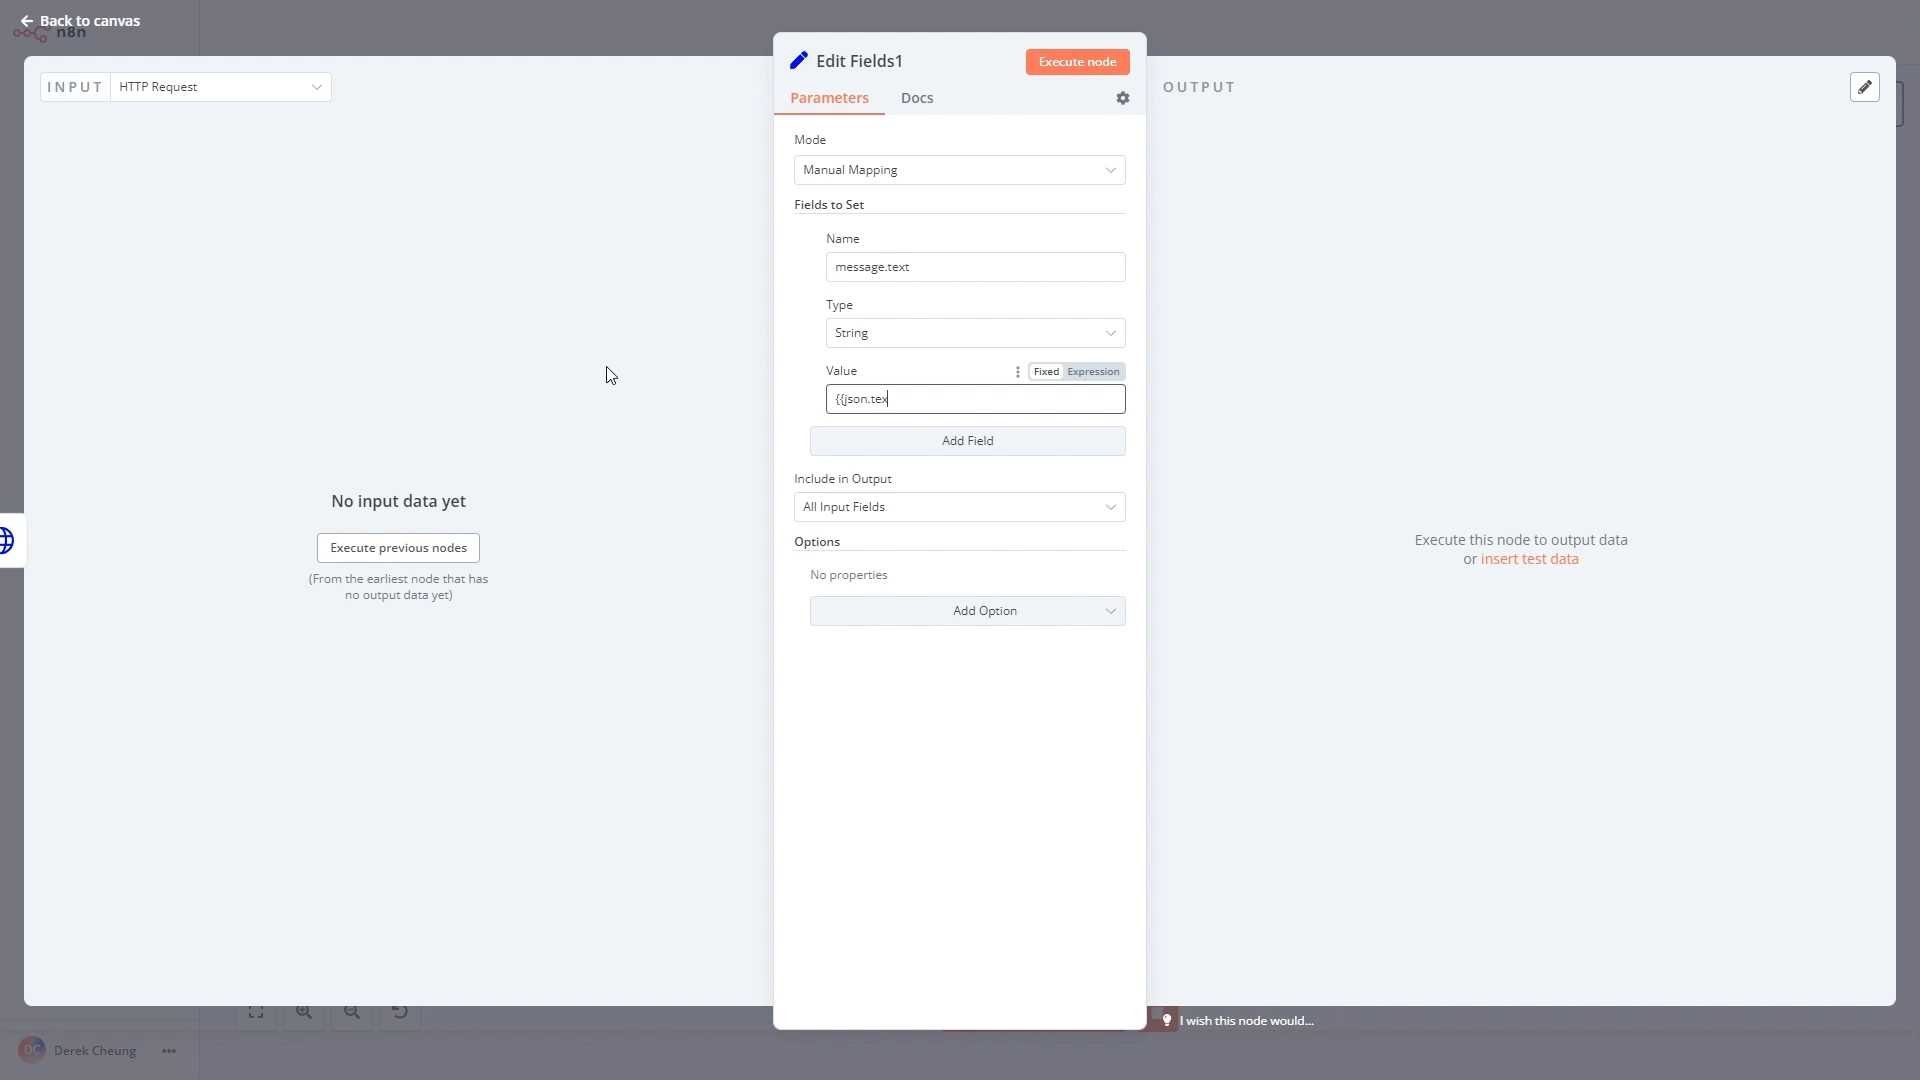 Back to canvas
n8n
INPUT HTTP Request
Edit Fields1
Execute node
Parameters
Docs
OUTPUT
Mode
Manual Mapping
Fields to Set
Name
message.text
Type
String
Value
Fixed Expression
{{json.tex
Add Field
Include in Output
All Input Fields
Options
No properties
Add Option
No input data yet
Execute previous nodes
(From the earliest node that has
no output data yet)
Execute this node to output data
or insert test data
I wish this node would...
DC Derek Cheung